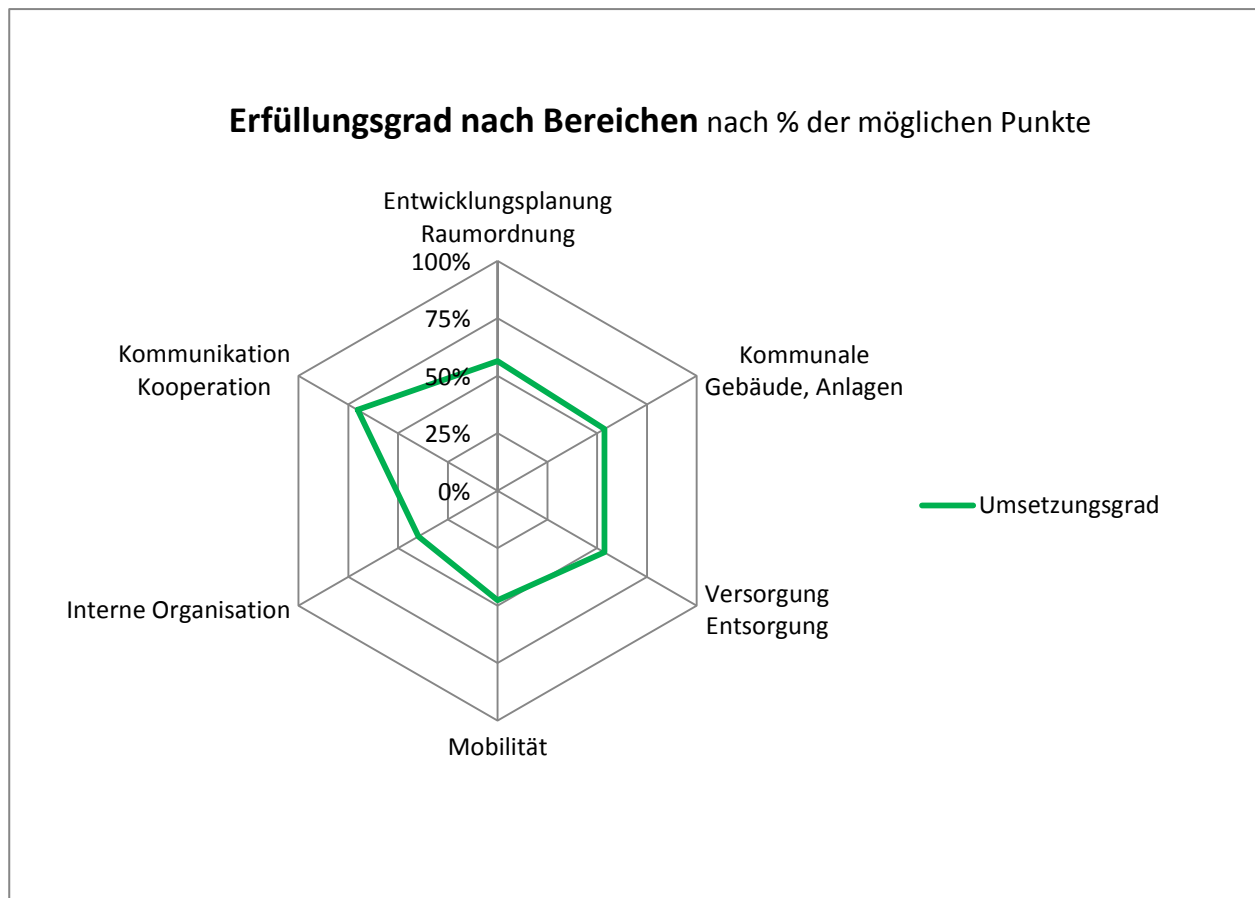 Erfüllungsgrad nach Bereichen nach % der möglichen Punkte
Entwicklungsplanung
Raumordnung
100%
75%
50%
25%
0%
Kommunale
Gebäude, Anlagen
Versorgung
Entsorgung
Mobilität
Interne Organisation
Kommunikation
Kooperation
Umsetzungsgrad